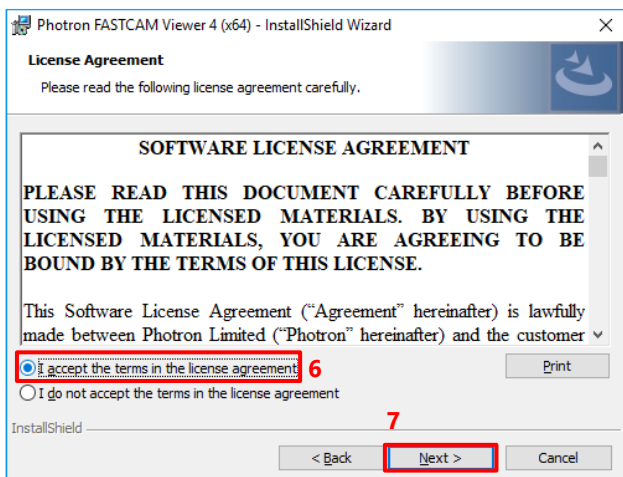 Photron FASTCAM Viewer 4 (x64) - InstallShield Wizard
License Agreement
Please read the following license agreement carefully.
SOFTWARE LICENSE AGREEMENT
PLEASE READ THIS DOCUMENT CAREFULLY BEFORE
USING THE LICENSED MATERIALS. BY USING THE
LICENSED MATERIALS, YOU ARE AGREEING TO BE
BOUND BY THE TERMS OF THIS LICENSE.
This Software License Agreement (“Agreement” hereinafter) is lawfully
made between Photron Limited (“Photron” hereinafter) and the customer
I accept the terms in the license agreement 6
Print
I do not accept the terms in the license agreement
InstallShield
7
< Back
Next >
Cancel